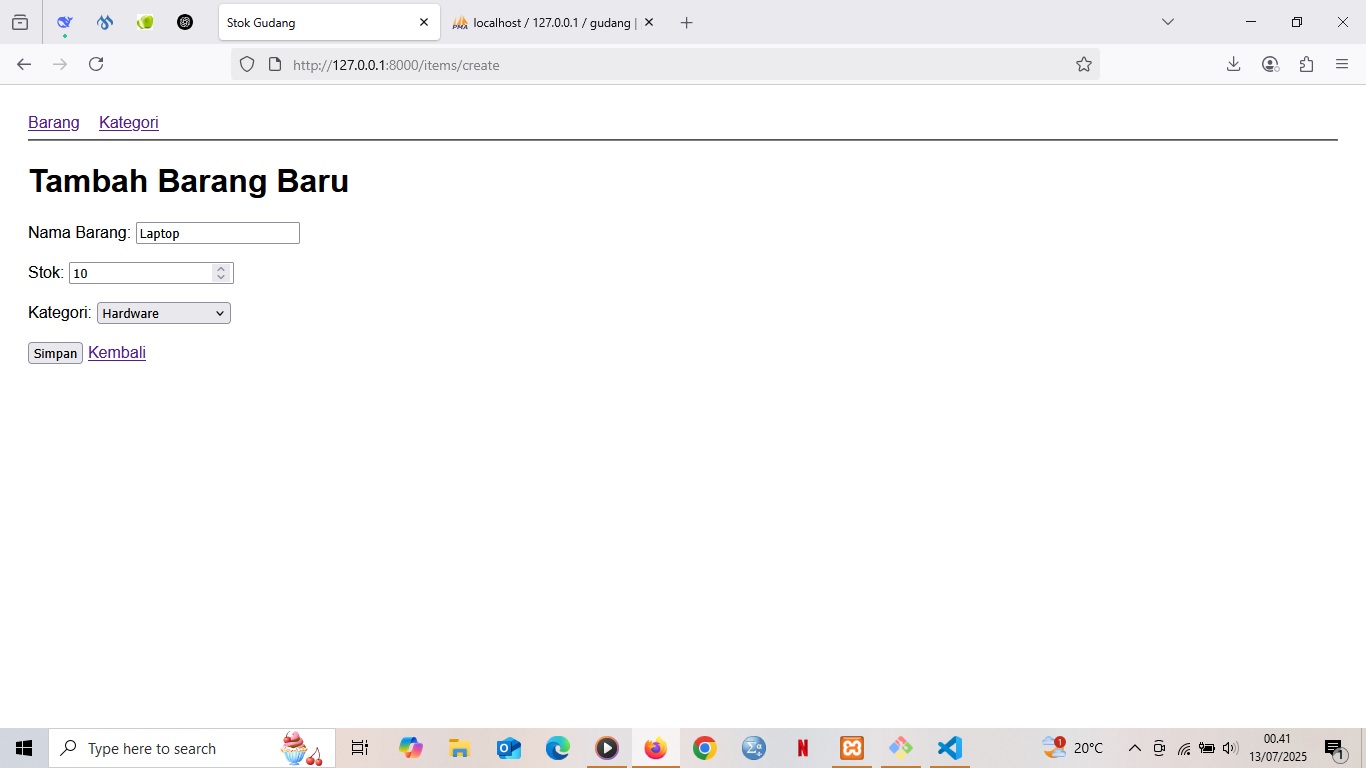 Stok Gudang
localhost / 127.0.0.1 / gudang |
http://127.0.0.1:8000/items/create
Barang Kategori
Tambah Barang Baru
Nama Barang: Laptop
Stok: 10
Kategori: Hardware
Simpan Kembali
Type here to search
1
20°C
00.41
13/07/2025
1